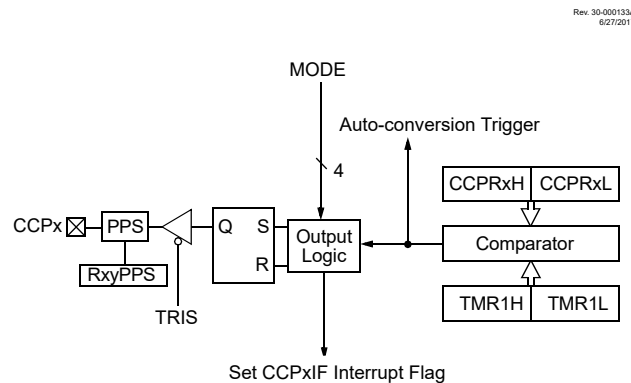 Rev. 30-000133
6/27/201
MODE
Auto-conversion Trigger
4
CCPRxH CCPRxL
CCPx PPS Q S Output Logic Comparator
R
RxyPPS
TMR1H TMR1L
TRIS
Set CCPxIF Interrupt Flag